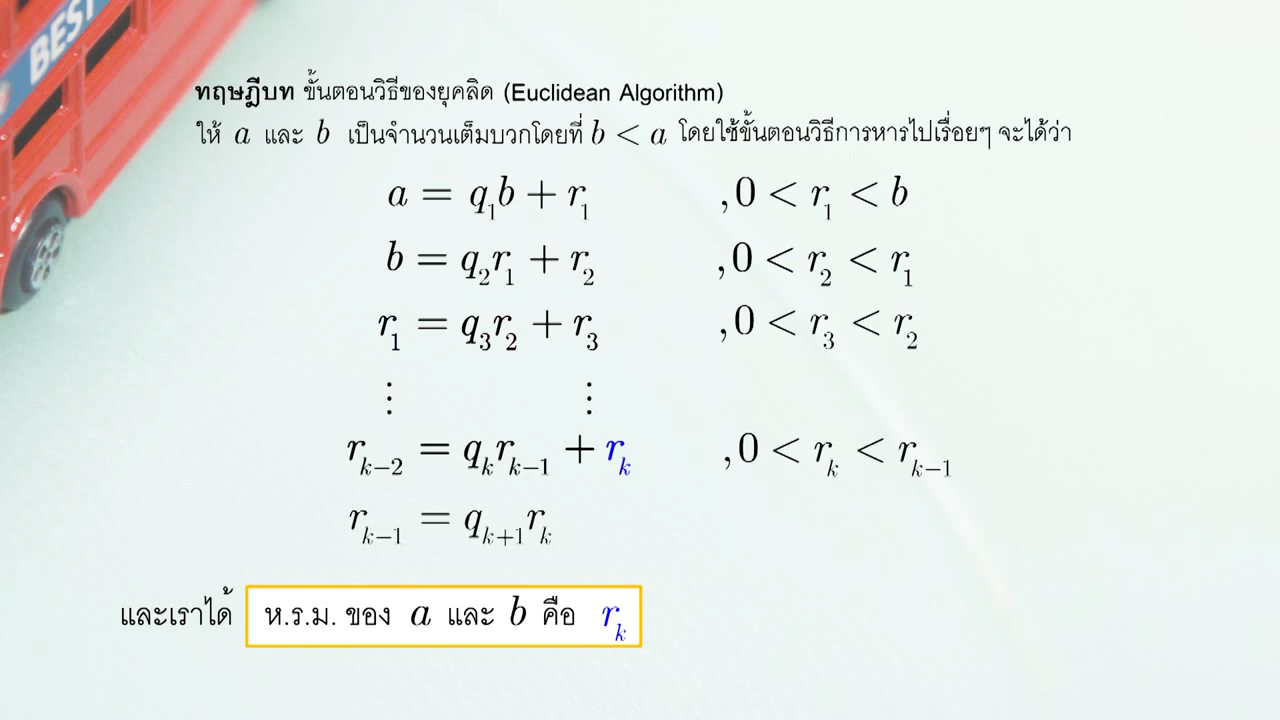 BEST
ทฤษฎีบท ขั้นตอนวิธีของยุคลิด (Euclidean Algorithm)
ให้ a และ b เป็นจำนวนเต็มบวกโดยที่ b < a โดยใช้ขั้นตอนวิธีการหารไปเรื่อยๆ จะได้ว่า
a = q₁b + r₁ , 0 < r₁ < b
b = q₂r₁ + r₂ , 0 < r₂ < r₁
r₁ = q₃r₂ + r₃ , 0 < r₃ < r₂
⋮ ⋮
rₖ₋₂ = qₖrₖ₋₁ + rₖ , 0 < rₖ < rₖ₋₁
rₖ₋₁ = qₖ₊₁rₖ
และเราได้ ห.ร.ม. ของ a และ b คือ rₖ